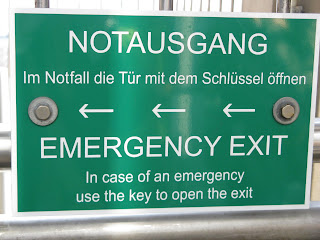 NOTAUSGANG
Im Notfall die Tür mit dem Schlüssel öffnen
← ← ←
EMERGENCY EXIT
In case of an emergency
use the key to open the exit